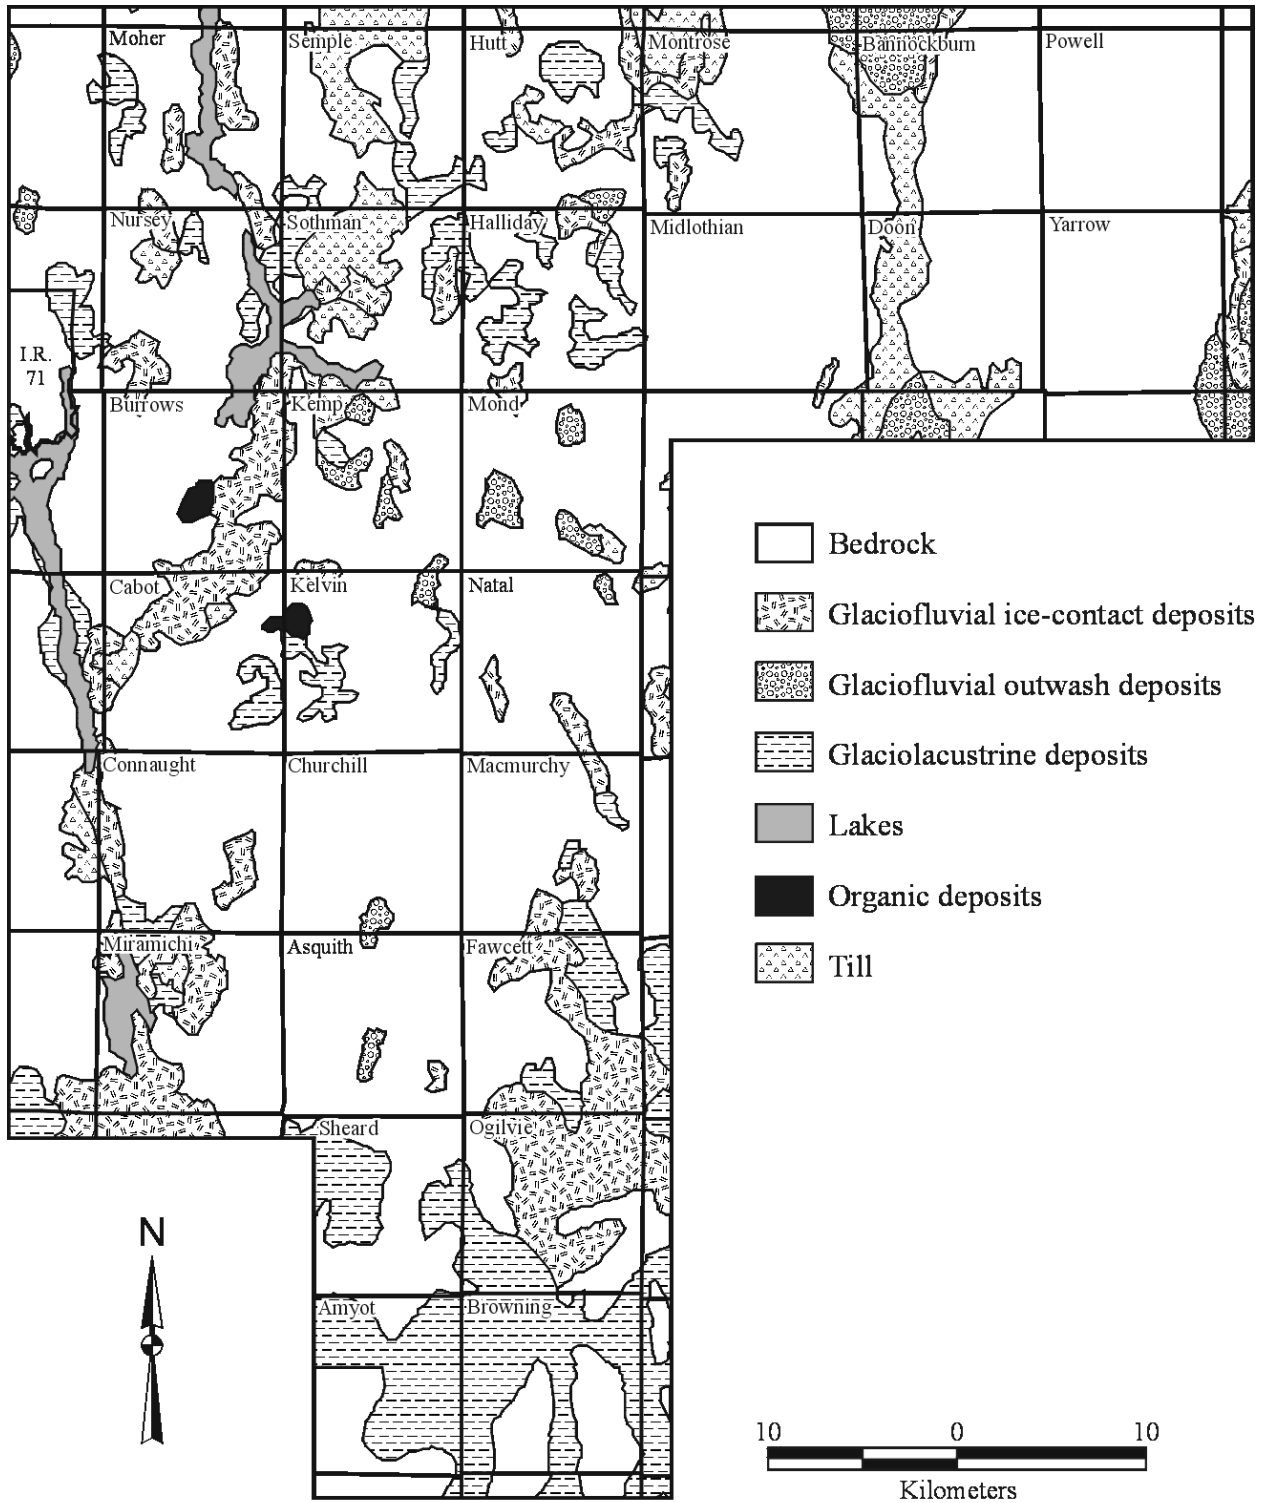 Moher
Semple
Hutt
Montrose
Bannockburn
Powell
Nursey
Sothman
Halliday
Midlothian
Doon
Yarrow
I.R.
71
Burrows
Kemp
Mond
Cabot
Kelvin
Natal
Connaught
Churchill
Macmurchy
Miramichi
Asquith
Fawcett
Sheard
Ogilvie
Amyot
Browning
Bedrock
Glaciofluvial ice-contact deposits
Glaciofluvial outwash deposits
Glaciolacustrine deposits
Lakes
Organic deposits
Till
N
10 0 10
Kilometers